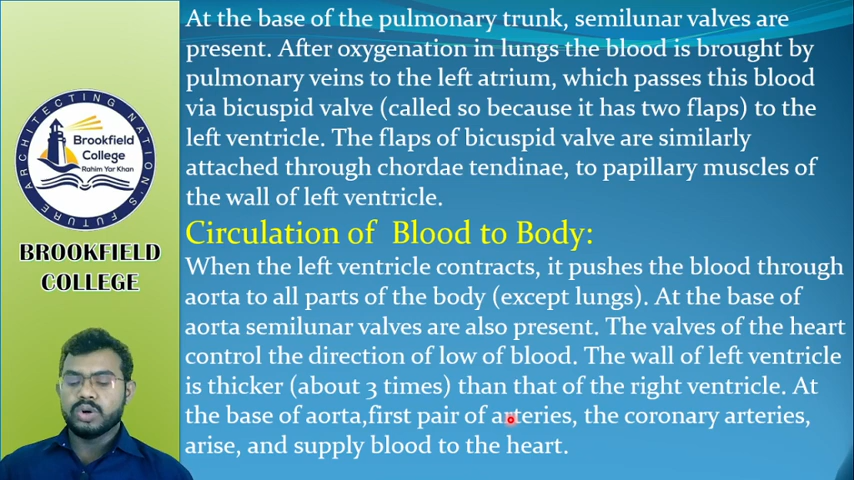 At the base of the pulmonary trunk, semilunar valves are
present. After oxygenation in lungs the blood is brought by
pulmonary veins to the left atrium, which passes this blood
via bicuspid valve (called so because it has two flaps) to the
left ventricle. The flaps of bicuspid valve are similarly
attached through chordae tendinae, to papillary muscles of
the wall of left ventricle.
Circulation of Blood to Body:
When the left ventricle contracts, it pushes the blood through
aorta to all parts of the body (except lungs). At the base of
aorta semilunar valves are also present. The valves of the heart
control the direction of low of blood. The wall of left ventricle
is thicker (about 3 times) than that of the right ventricle. At
the base of aorta,first pair of arteries, the coronary arteries,
arise, and supply blood to the heart.
ARCHITECTING NATION'S FUTURE
Brookfield
College
Rahim Yar Khan
BROOKFIELD
COLLEGE